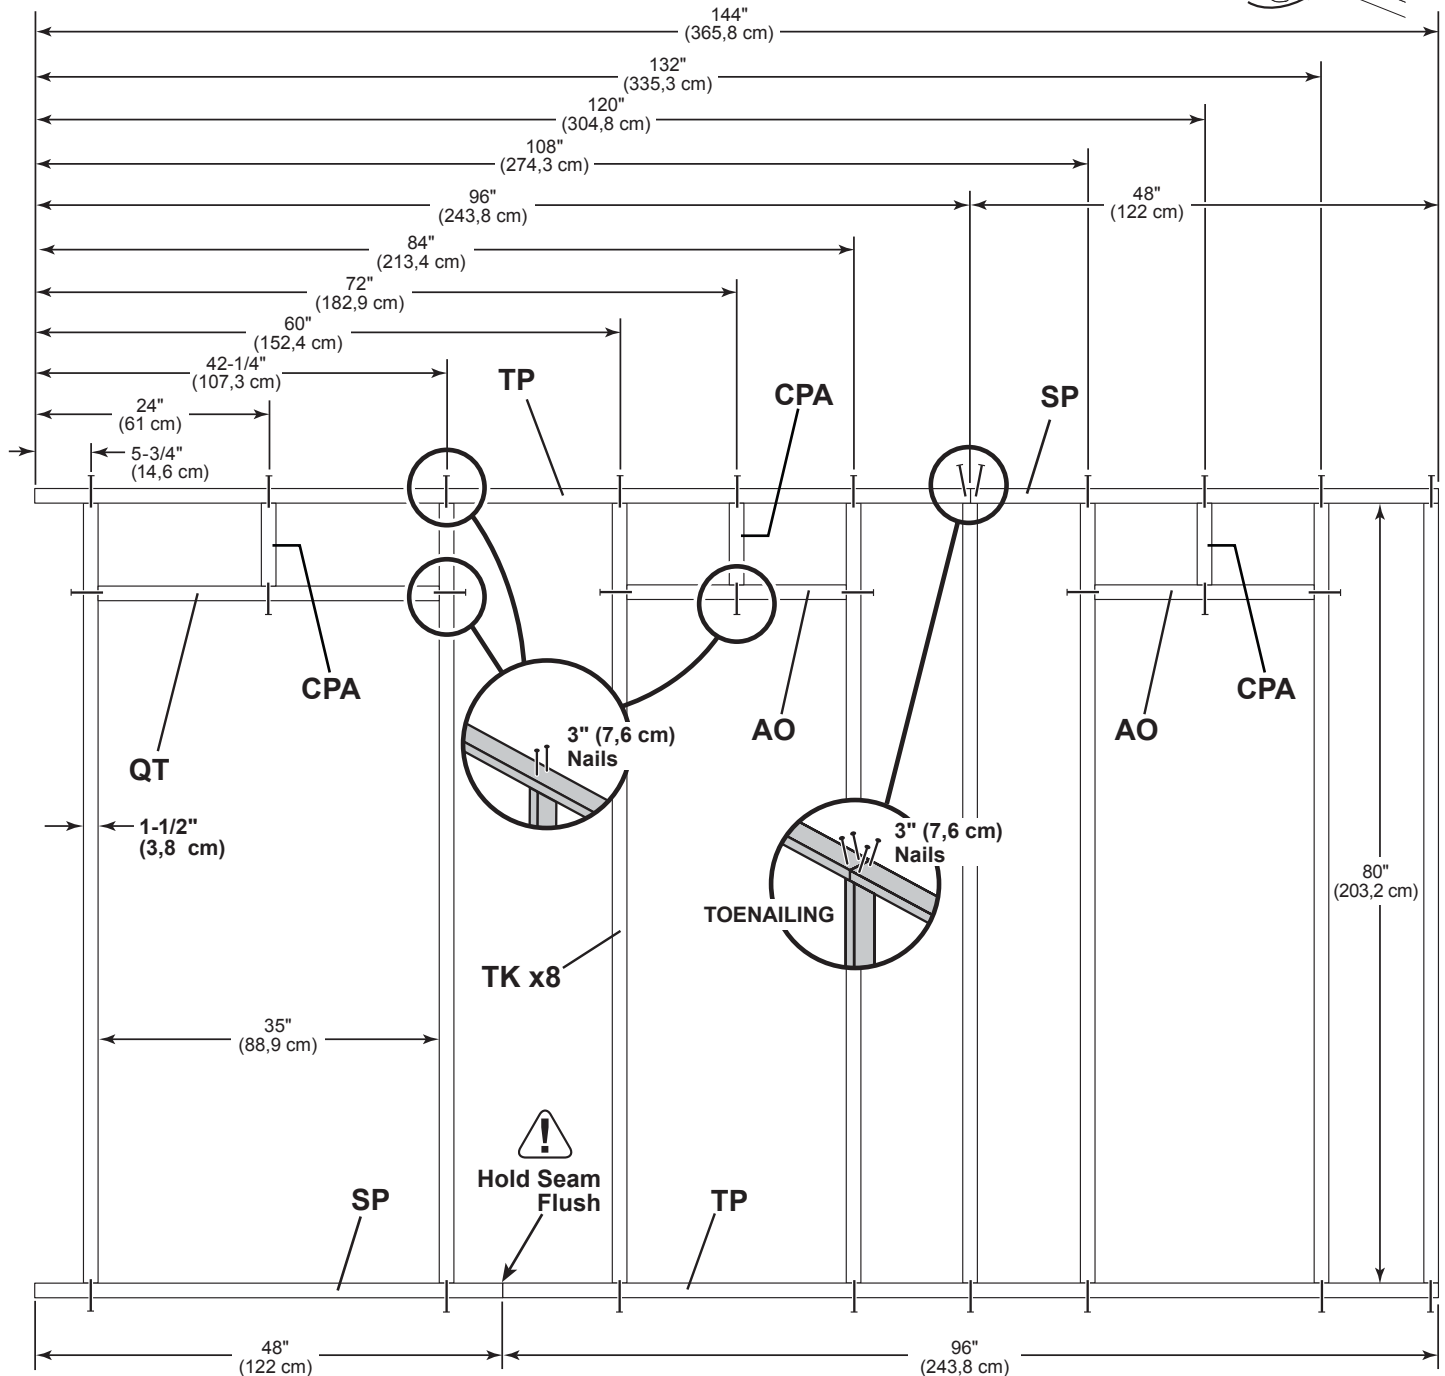 144"
(365,8 cm)
132"
(335,3 cm)
120"
(304,8 cm)
108"
(274,3 cm)
96"
(243,8 cm)
48"
(122 cm)
84"
(213,4 cm)
72"
(182,9 cm)
60"
(152,4 cm)
42-1/4"
(107,3 cm)
24"
(61 cm)
5-3/4"
(14,6 cm)
TP
CPA
SP
CPA
QT
3" (7,6 cm)
Nails
AO
CPA
AO
1-1/2"
(3,8 cm)
3" (7,6 cm)
Nails
TOENAILING
80"
(203,2 cm)
TK x8
35"
(88,9 cm)
!
Hold Seam
Flush
SP
TP
48"
(122 cm)
96"
(243,8 cm)